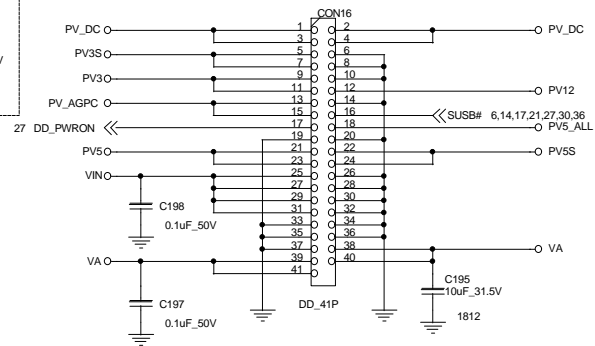 CON16
PV_DC 1 2 PV_DC
3 4
PV3S 5 6
7 8
PV3 9 10
11 12 PV12
PV_AGPC 13 14
15 16 SUSB# 6,14,17,21,27,30,36
27 DD_PWRON 17 18 PV5_ALL
19 20
PV5 21 22 PV5S
23 24
VIN 25 26
27 28
29 30
31 32
33 34
35 36
37 38 VA
VA 39 40
41
C198
0.1uF_50V
C197
0.1uF_50V
DD_41P
C195
10uF_31.5V
1812